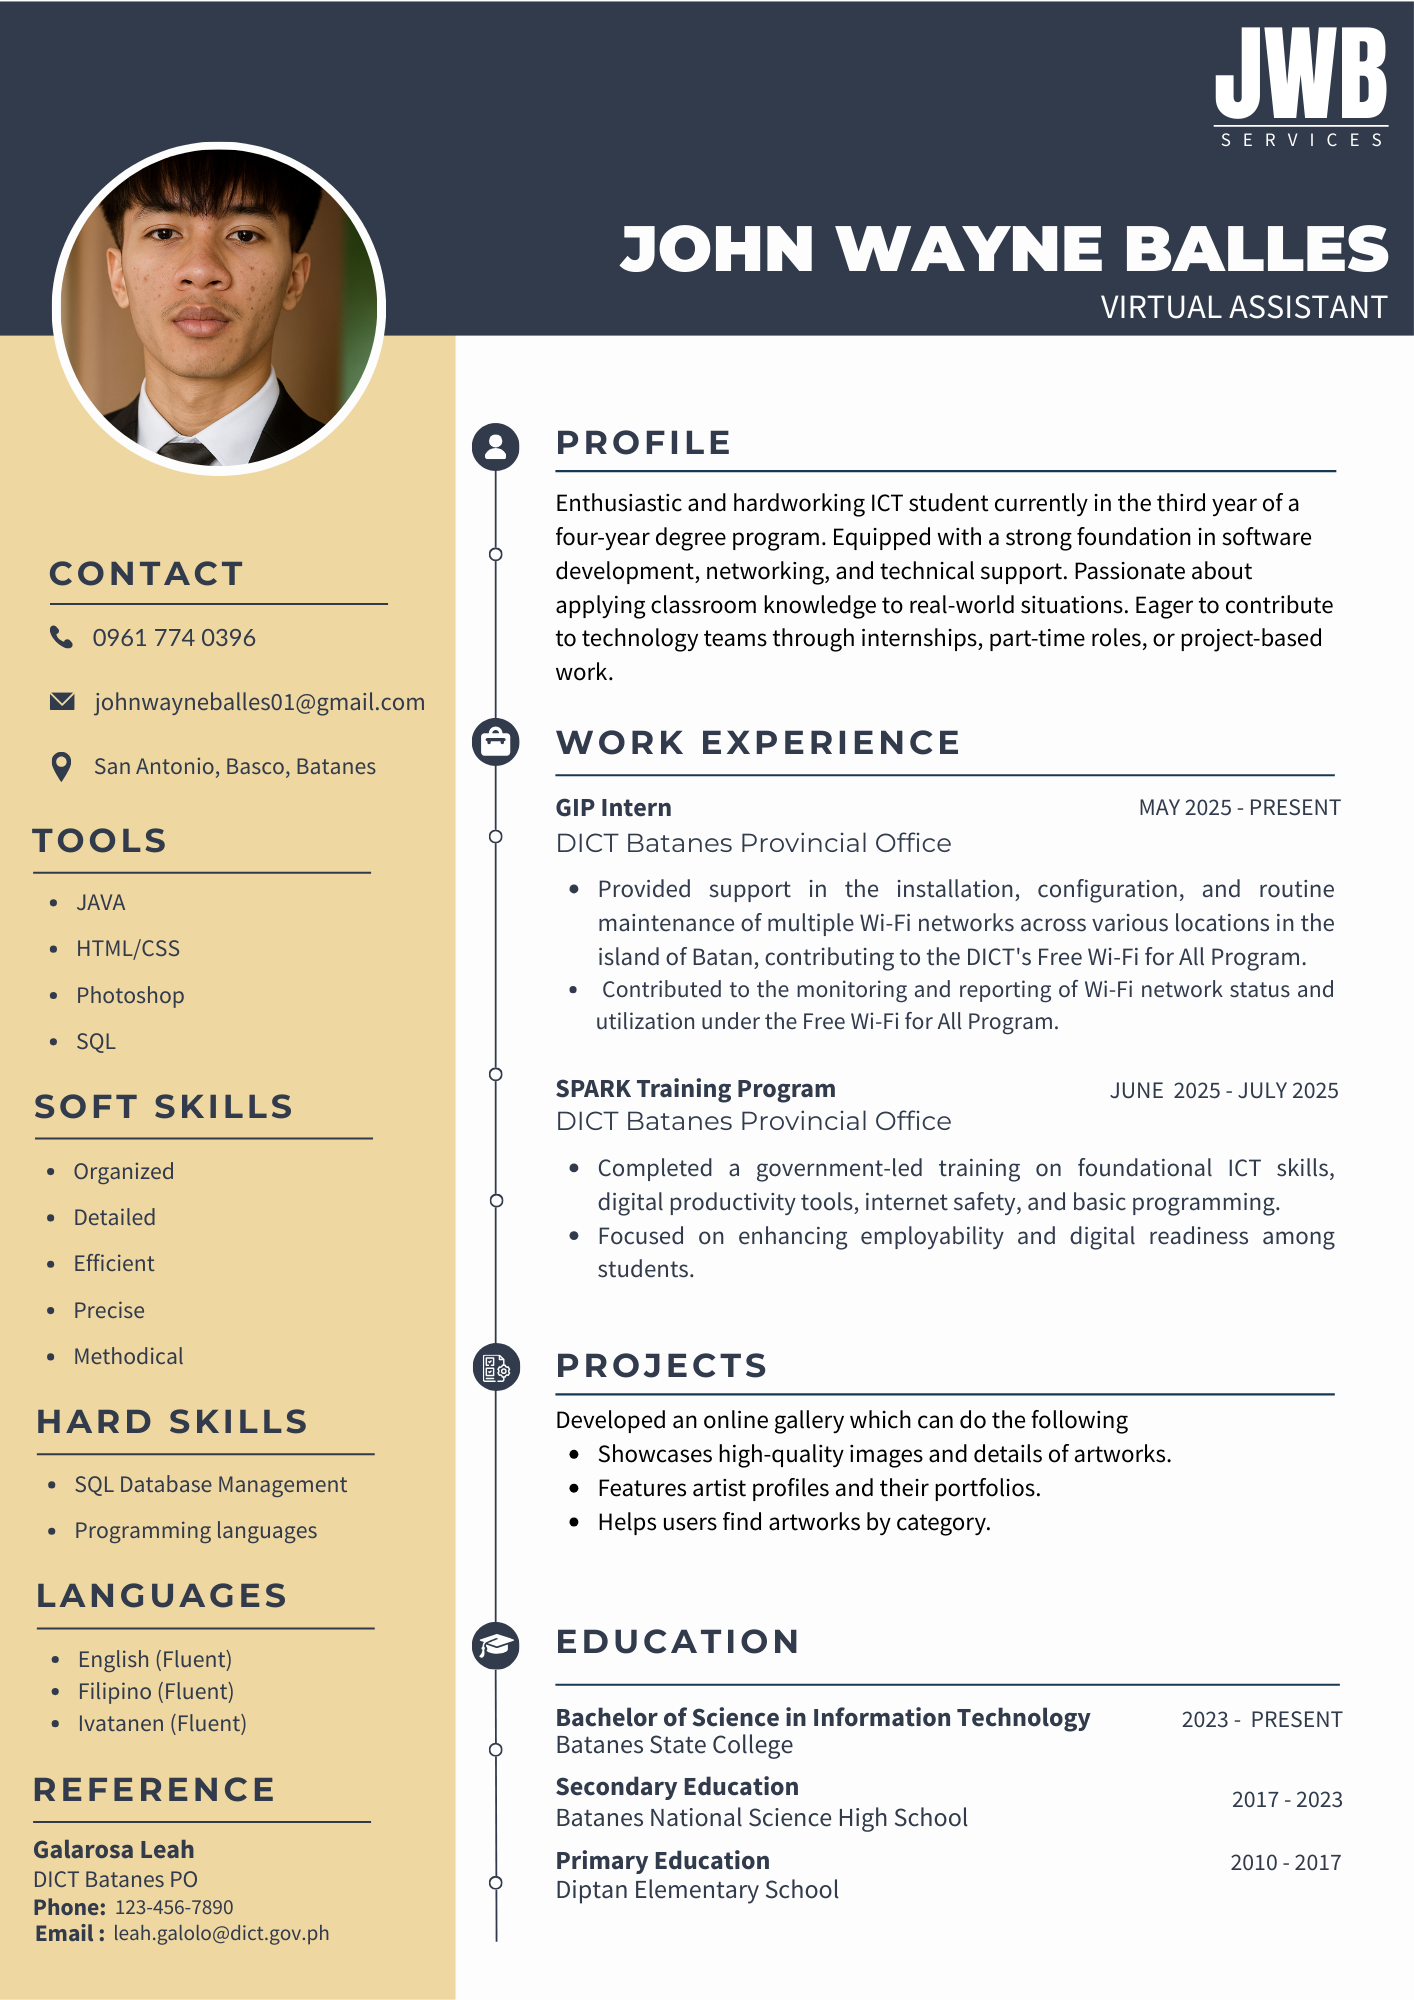 JWB
SERVICES
JOHN WAYNE BALLES
VIRTUAL ASSISTANT
CONTACT
0961 774 0396
johnwayneballes01@gmail.com
San Antonio, Basco, Batanes
TOOLS
• JAVA
• HTML/CSS
• Photoshop
• SQL
SOFT SKILLS
• Organized
• Detailed
• Efficient
• Precise
• Methodical
HARD SKILLS
• SQL Database Management
• Programming languages
LANGUAGES
• English (Fluent)
• Filipino (Fluent)
• Ivatanen (Fluent)
REFERENCE
Galarosa Leah
DICT Batanes PO
Phone: 123-456-7890
Email : leah.galolo@dict.gov.ph
PROFILE
Enthusiastic and hardworking ICT student currently in the third year of a
four-year degree program. Equipped with a strong foundation in software
development, networking, and technical support. Passionate about
applying classroom knowledge to real-world situations. Eager to contribute
to technology teams through internships, part-time roles, or project-based
work.
WORK EXPERIENCE
GIP Intern MAY 2025 - PRESENT
DICT Batanes Provincial Office
• Provided support in the installation, configuration, and routine
maintenance of multiple Wi-Fi networks across various locations in the
island of Batan, contributing to the DICT's Free Wi-Fi for All Program.
• Contributed to the monitoring and reporting of Wi-Fi network status and
utilization under the Free Wi-Fi for All Program.
SPARK Training Program JUNE 2025 - JULY 2025
DICT Batanes Provincial Office
• Completed a government-led training on foundational ICT skills,
digital productivity tools, internet safety, and basic programming.
• Focused on enhancing employability and digital readiness among
students.
PROJECTS
Developed an online gallery which can do the following
• Showcases high-quality images and details of artworks.
• Features artist profiles and their portfolios.
• Helps users find artworks by category.
EDUCATION
Bachelor of Science in Information Technology 2023 - PRESENT
Batanes State College
Secondary Education 2017 - 2023
Batanes National Science High School
Primary Education 2010 - 2017
Diptan Elementary School